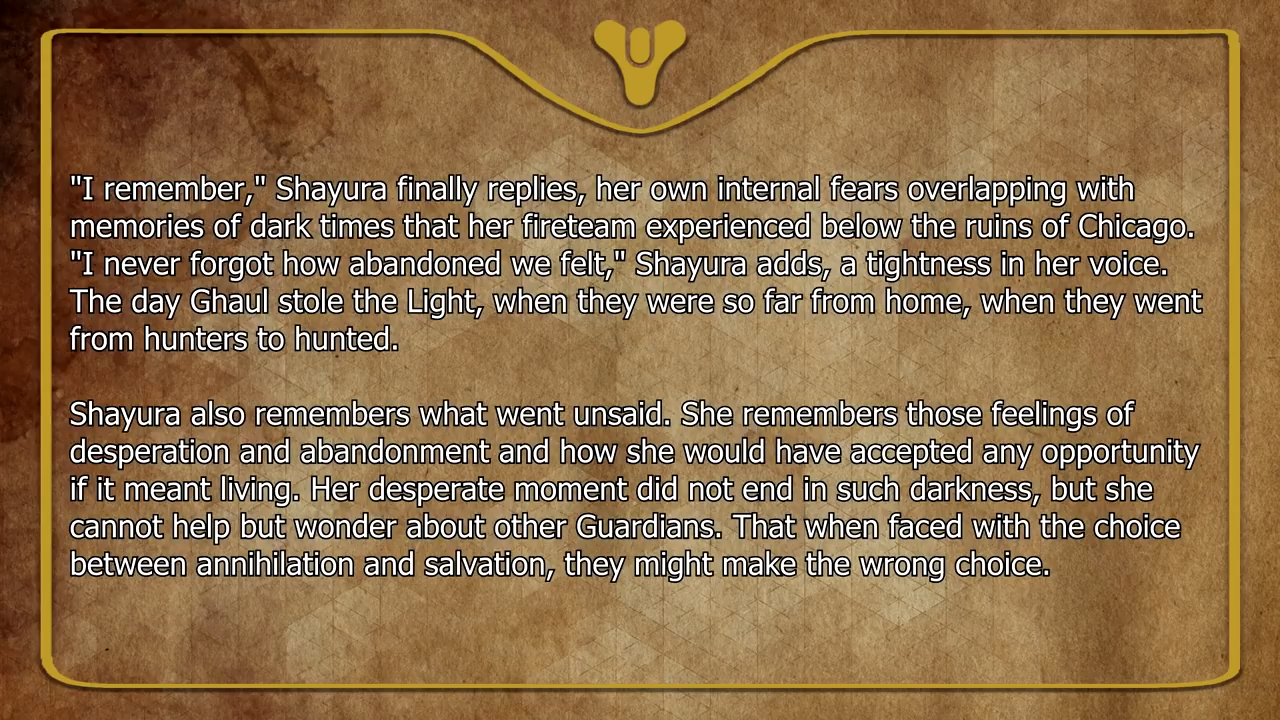 "I remember," Shayura finally replies, her own internal fears overlapping with
memories of dark times that her fireteam experienced below the ruins of Chicago.
"I never forgot how abandoned we felt," Shayura adds, a tightness in her voice.
The day Ghaul stole the Light, when they were so far from home, when they went
from hunters to hunted.
Shayura also remembers what went unsaid. She remembers those feelings of
desperation and abandonment and how she would have accepted any opportunity
if it meant living. Her desperate moment did not end in such darkness, but she
cannot help but wonder about other Guardians. That when faced with the choice
between annihilation and salvation, they might make the wrong choice.